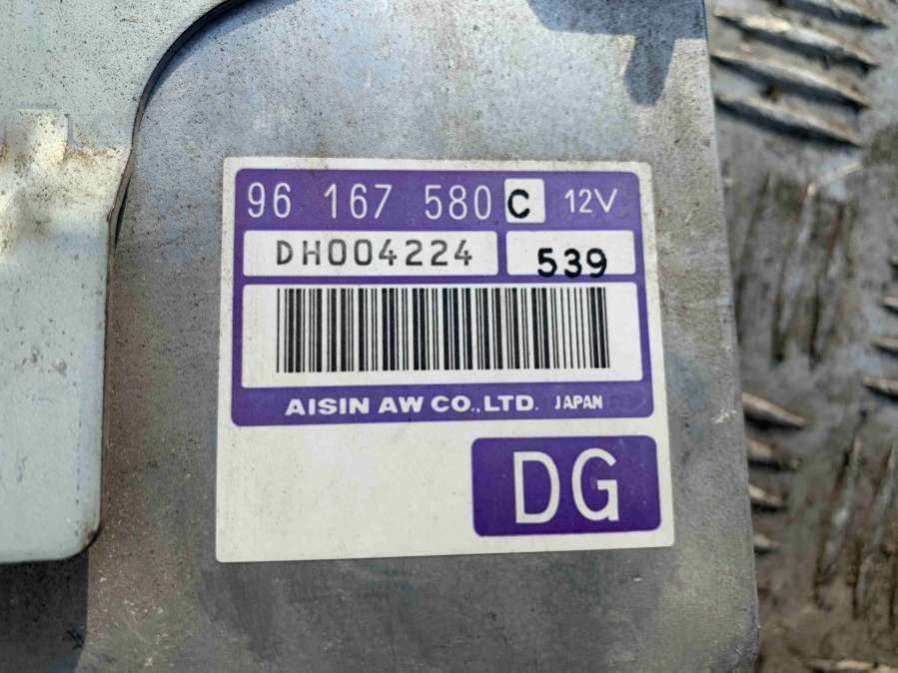 96 167 580 C 12V
DH004224 539
AISIN AW CO.,LTD. JAPAN
DG